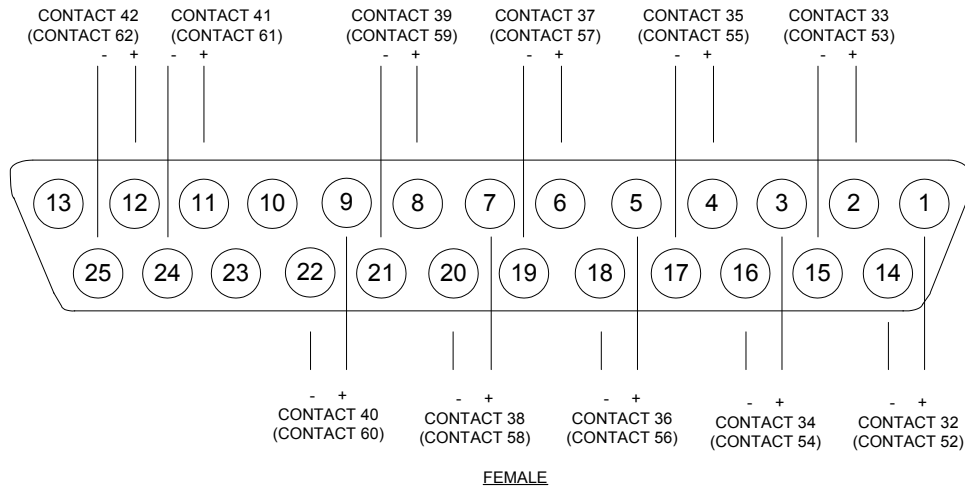 CONTACT 42 CONTACT 41 CONTACT 39 CONTACT 37 CONTACT 35 CONTACT 33
(CONTACT 62) (CONTACT 61) (CONTACT 59) (CONTACT 57) (CONTACT 55) (CONTACT 53)
- + - + - + - + - + - +
13 12 11 10 9 8 7 6 5 4 3 2 1
25 24 23 22 21 20 19 18 17 16 15 14
- + - + - + - + - +
CONTACT 40 CONTACT 38 CONTACT 36 CONTACT 34 CONTACT 32
(CONTACT 60) (CONTACT 58) (CONTACT 56) (CONTACT 54) (CONTACT 52)
FEMALE